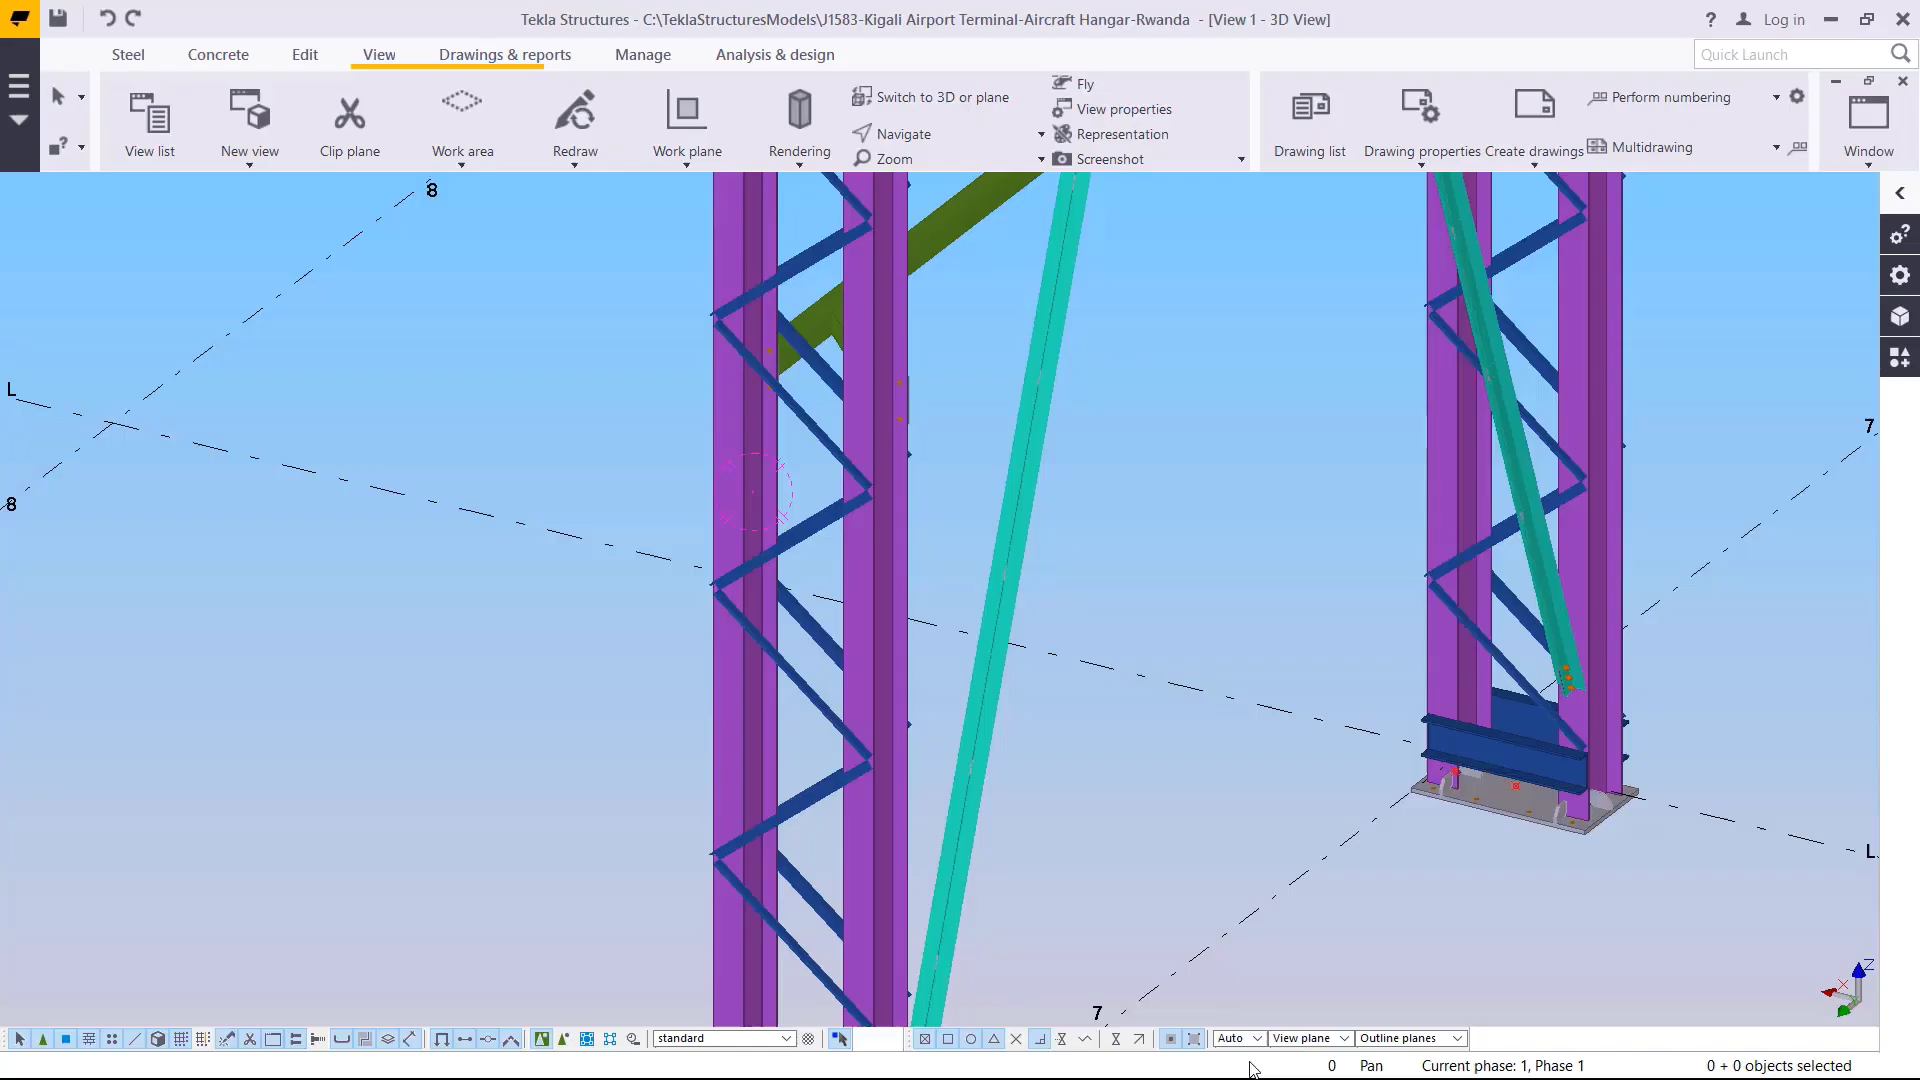 Tekla Structures - C:\TeklaStructuresModels\J1583-Kigali Airport Terminal-Aircraft Hangar-Rwanda - [View 1 - 3D View]
? Log in
Steel Concrete Edit View Drawings & reports Manage Analysis & design
Quick Launch
View list
New view
Clip plane
Work area
Redraw
Work plane
Rendering
Switch to 3D or plane
Navigate
Zoom
Fly
View properties
Representation
Screenshot
Drawing list
Drawing properties
Create drawings
Perform numbering
Multidrawing
Window
8
L
8
7
L
7
Z
X
standard
Auto
View plane
Outline planes
0 Pan Current phase: 1, Phase 1 0 + 0 objects selected